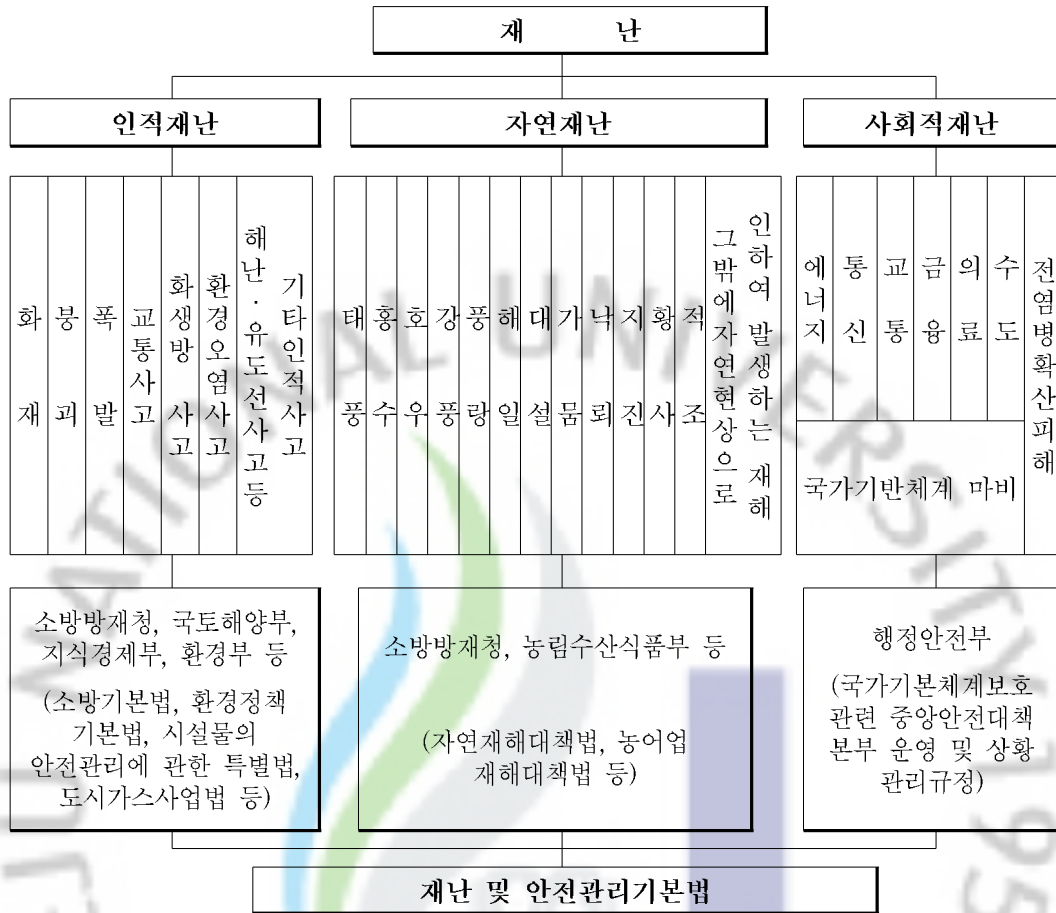 재 난
인적재난
자연재난
사회적재난
화재
붕괴
폭발
교통사고
화생방 사고
환경오염사고
해난·유도선사고등
기타인적사고
태풍
홍수
호우
강풍
풍랑
해일
대설
가뭄
낙뢰
지진
황사
적조
그밖에자연현상으로
인하여 발생하는 재해
에너지
통신
교통
금융
의료
수도
전염병확산피해
국가기반체계 마비
소방방재청, 국토해양부,
지식경제부, 환경부 등
(소방기본법, 환경정책
기본법, 시설물의
안전관리에 관한 특별법,
도시가스사업법 등)
소방방재청, 농림수산식품부 등
(자연재해대책법, 농어업
재해대책법 등)
행정안전부
(국가기본체계보호
관련 중앙안전대책
본부 운영 및 상황
관리규정)
재난 및 안전관리기본법
JU NATIONAL UNIVERSITY 195